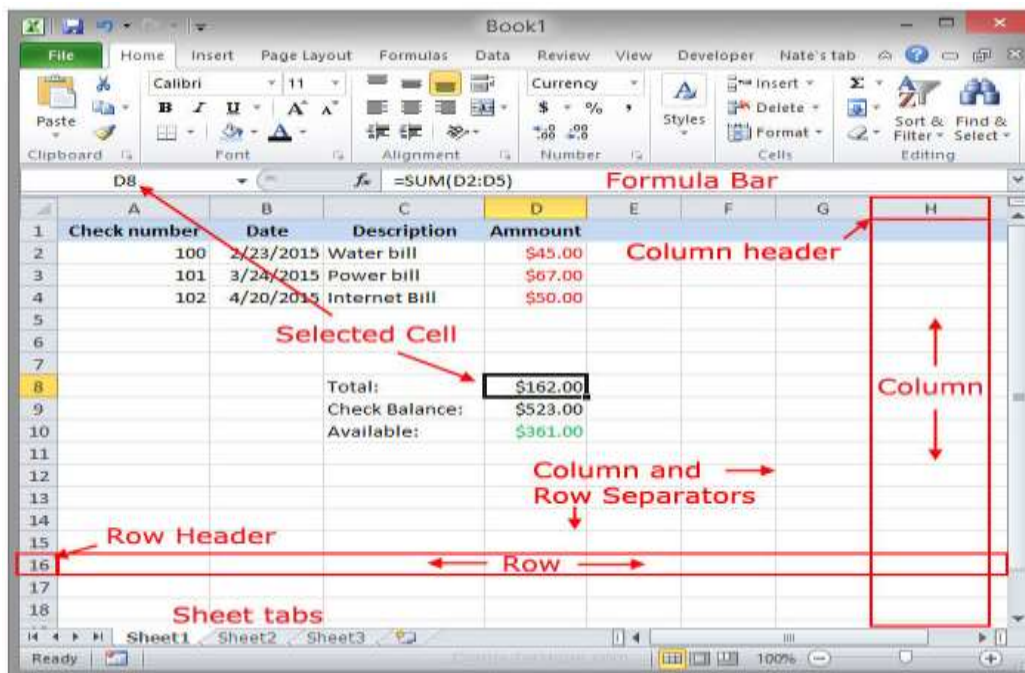 Book1
File Home Insert Page Layout Formulas Data Review View Developer Nate's tab
Calibri 11 Currency Insert Σ
B I U A A $ % , Delete
Paste Styles Sort & Find &
A .00 .00 Format Filter Select
Clipboard Font Alignment Number Cells Editing
D8 fx =SUM(D2:D5) Formula Bar
A B C D E F G H
1 Check number Date Description Ammount
2 100 2/23/2015 Water bill $45.00 Column header
3 101 3/24/2015 Power bill $67.00
4 102 4/20/2015 Internet Bill $50.00
5
Selected Cell
6
7
8 Total: $162.00 Column
9 Check Balance: $523.00
10 Available: $361.00
11
12 Column and
13 Row Separators
14
15 Row Header
16 Row
17
18 Sheet tabs
Sheet1 Sheet2 Sheet3
Ready 100%